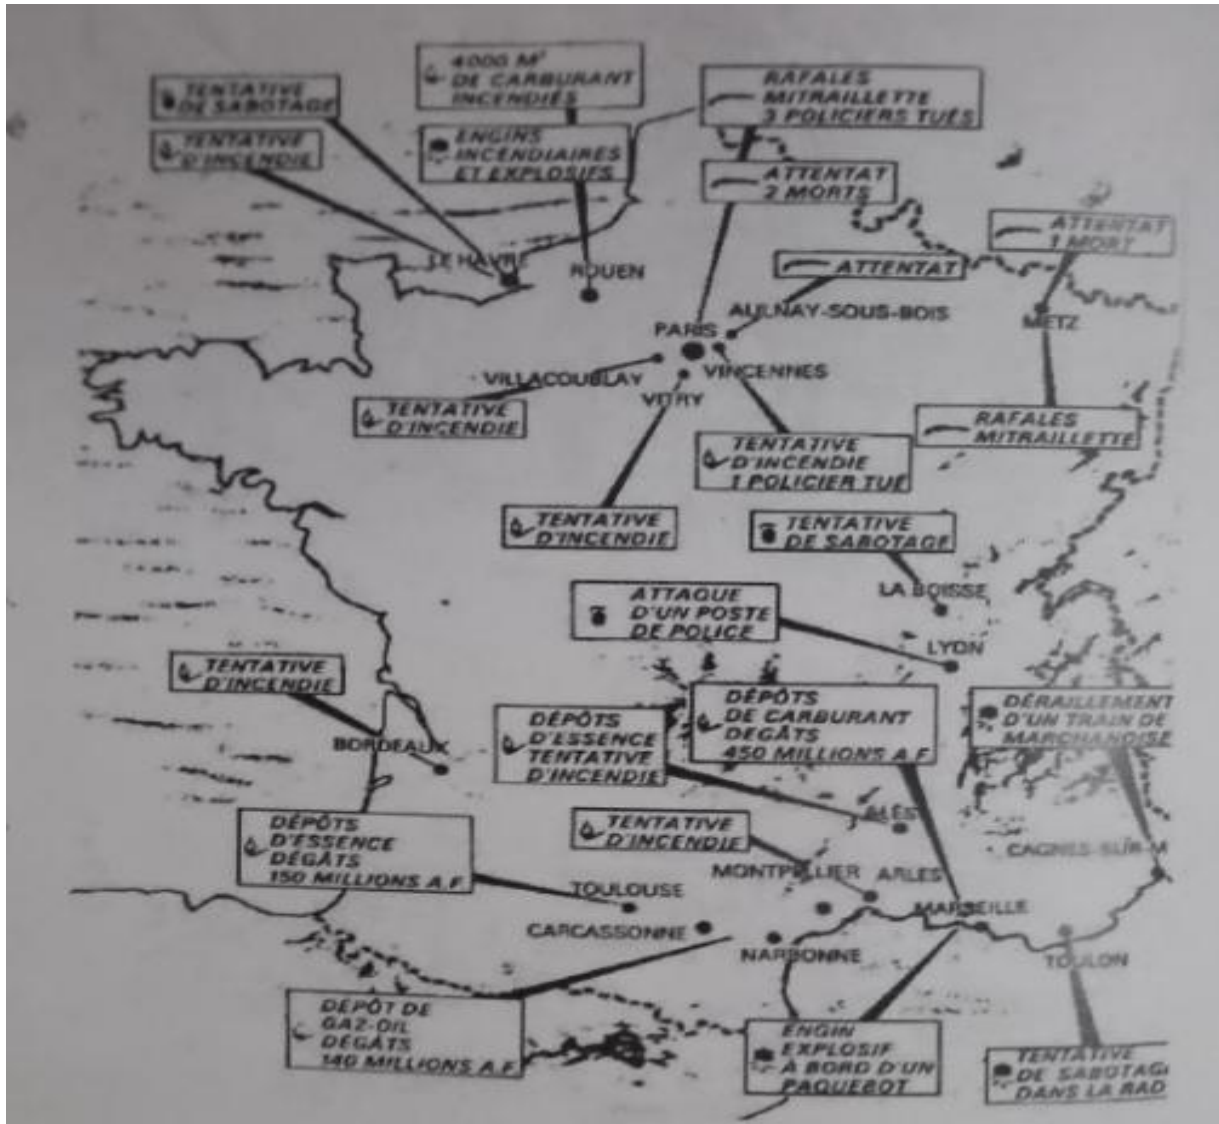 TENTATIVE
DE SABOTAGE
TENTATIVE
D'INCENDIE
4000 M³
DE CARBURANT
INCENDIÉS
ENGINS
INCENDIAIRES
ET EXPLOSIFS
RAFALES
MITRAILLETTE
3 POLICIERS TUÉS
ATTENTAT
2 MORTS
ATTENTAT
1 MORT
ATTENTAT
LE HAVRE
ROUEN
AULNAY-SOUS-BOIS
METZ
PARIS
VINCENNES
VILLACOUBLAY
VITRY
TENTATIVE
D'INCENDIE
RAFALES
MITRAILLETTE
TENTATIVE
D'INCENDIE
1 POLICIER TUÉ
TENTATIVE
D'INCENDIE
TENTATIVE
DE SABOTAGE
LA BOISSE
ATTAQUE
D'UN POSTE
DE POLICE
LYON
TENTATIVE
D'INCENDIE
BORDEAUX
DÉPÔTS
D'ESSENCE
TENTATIVE
D'INCENDIE
DÉPÔTS
DE CARBURANT
DEGÂTS
450 MILLIONS A.F.
DÉRAILLEMENT
D'UN TRAIN DE
MARCHANDISE
ALÈS
CAGNES-SUR-M
DÉPÔTS
D'ESSENCE
DÉGÂTS
150 MILLIONS A.F.
TENTATIVE
D'INCENDIE
MONTPELLIER
ARLES
TOULOUSE
MARSEILLE
CARCASSONNE
NARBONNE
TOULON
DÉPÔT DE
GAZ-OIL
DÉGÂTS
140 MILLIONS A.F.
ENGIN
EXPLOSIF
À BORD D'UN
PAQUEBOT
TENTATIVE
DE SABOTAG
DANS LA RAD